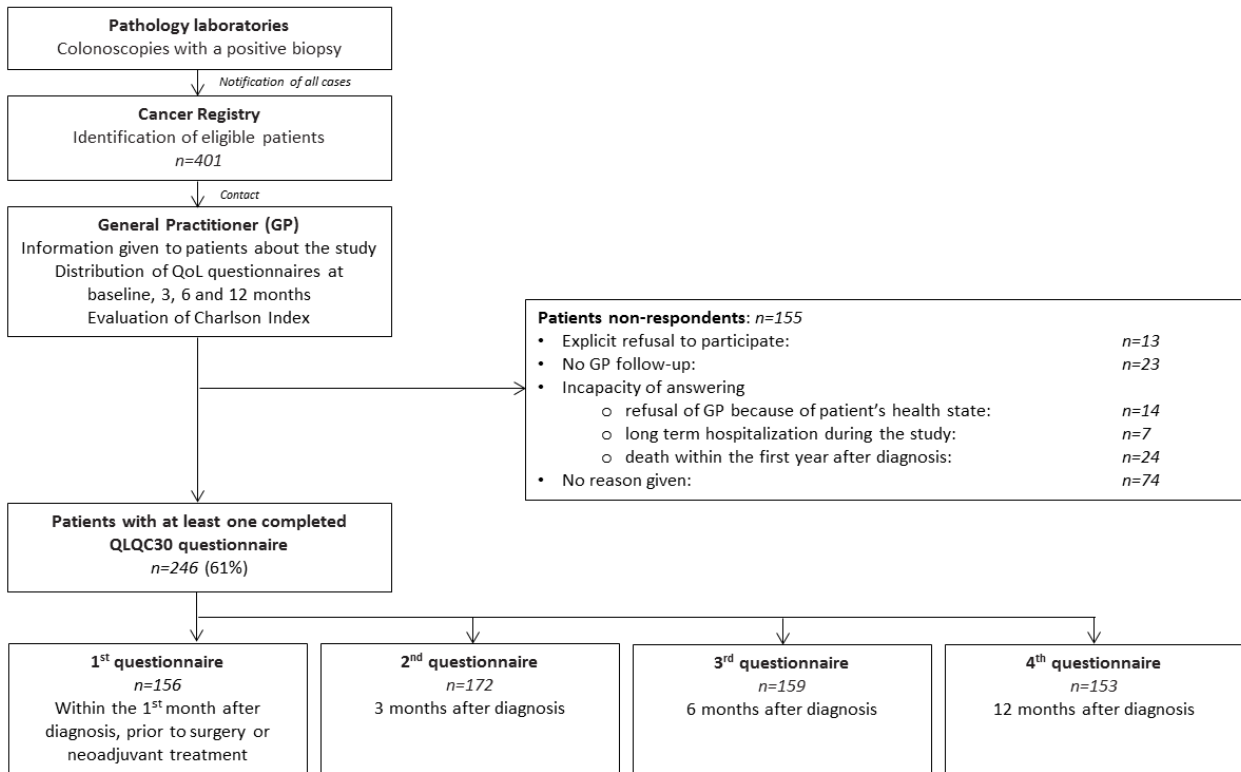 Pathology laboratories
Colonoscopies with a positive biopsy
Notification of all cases
Cancer Registry
Identification of eligible patients
n=401
Contact
General Practitioner (GP)
Information given to patients about the study
Distribution of QoL questionnaires at
baseline, 3, 6 and 12 months
Evaluation of Charlson Index
Patients non-respondents: n=155
• Explicit refusal to participate: n=13
• No GP follow-up: n=23
• Incapacity of answering
o refusal of GP because of patient's health state: n=14
o long term hospitalization during the study: n=7
o death within the first year after diagnosis: n=24
• No reason given: n=74
Patients with at least one completed
QLQC30 questionnaire
n=246 (61%)
1st questionnaire
n=156
Within the 1st month after
diagnosis, prior to surgery or
neoadjuvant treatment
2nd questionnaire
n=172
3 months after diagnosis
3rd questionnaire
n=159
6 months after diagnosis
4th questionnaire
n=153
12 months after diagnosis